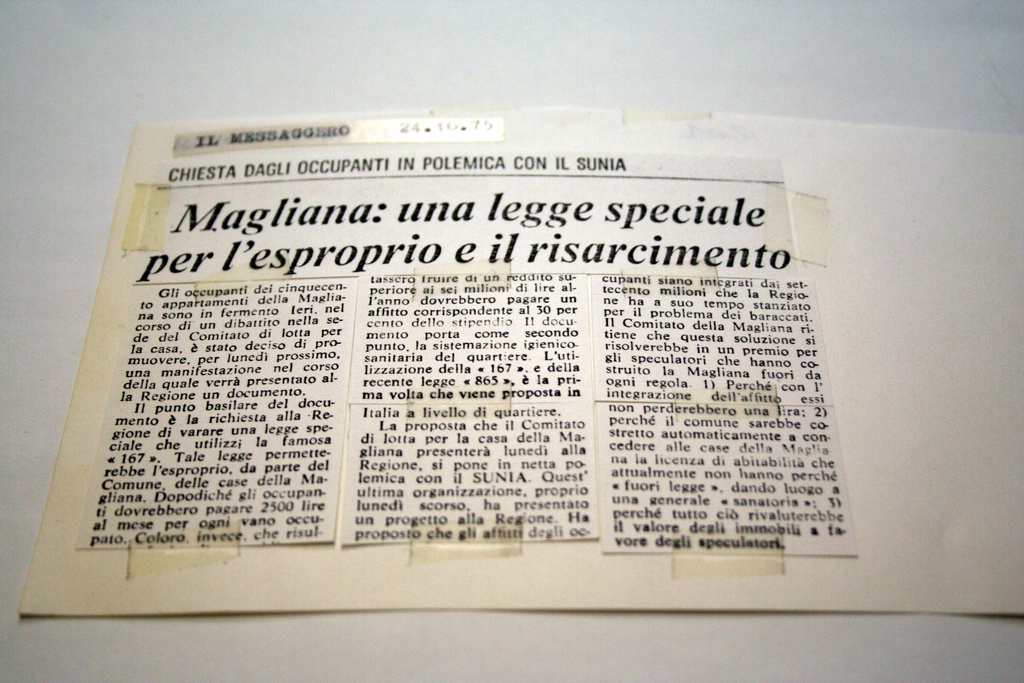 IL MESSAGGERO 24.10.75
CHIESTA DAGLI OCCUPANTI IN POLEMICA CON IL SUNIA
Magliana: una legge speciale
per l'esproprio e il risarcimento
Gli occupanti dei cinquecen-
to appartamenti della Maglia-
na sono in fermento Ieri, nel
corso di un dibattito nella se-
de del Comitato di lotta per
la casa, è stato deciso di pro-
muovere, per lunedì prossimo,
una manifestazione nel corso
della quale verrà presentato al-
la Regione un documento.
Il punto basilare del docu-
mento è la richiesta alla Re-
gione di varare una legge spe-
ciale che utilizzi la famosa
« 167 ». Tale legge permette-
rebbe l'esproprio, da parte del
Comune, delle case della Ma-
gliana. Dopodiché gli occupan-
ti dovrebbero pagare 2500 lire
al mese per ogni vano occu-
pato. Coloro, invece, che risul-
tassero fruire di un reddito su-
periore ai sei milioni di lire al-
l'anno dovrebbero pagare un
affitto corrispondente al 30 per
cento dello stipendio Il docu-
mento porta come secondo
punto, la sistemazione igienico-
sanitaria del quartiere. L'uti-
lizzazione della « 167 », e della
recente legge « 865 », è la pri-
ma volta che viene proposta in
Italia a livello di quartiere.
La proposta che il Comitato
di lotta per la casa della Ma-
gliana presenterà lunedì alla
Regione, si pone in netta po-
lemica con il SUNIA. Quest'
ultima organizzazione, proprio
lunedì scorso, ha presentato
un progetto alla Regione. Ha
proposto che gli affitti degli oc-
cupanti siano integrati dai set-
tecento milioni che la Regio-
ne ha a suo tempo stanziato
per il problema dei baraccati.
Il Comitato della Magliana ri-
tiene che questa soluzione si
risolverebbe in un premio per
gli speculatori che hanno co-
struito la Magliana fuori da
ogni regola. 1) Perché con l'
integrazione dell'affitto essi
non perderebbero una lira; 2)
perché il comune sarebbe co-
stretto automaticamente a con-
cedere alle case della Maglia
na la licenza di abitabilità che
attualmente non hanno perché
« fuori legge », dando luogo a
una generale « sanatoria »; 3)
perché tutto ciò rivaluterebbe
il valore degli immobili a fa-
vore degli speculatori.